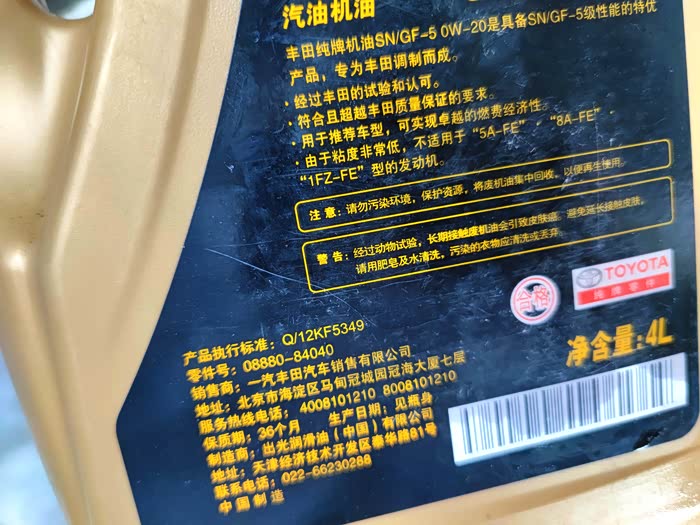 汽油机油
丰田纯牌机油SN/GF-5 0W-20是具备SN/GF-5级性能的特优
产品，专为丰田调制而成。
·经过丰田的试验和认可。
·符合且超越丰田质量保证的要求。
·用于推荐车型，可实现卓越的燃费经济性。
·由于粘度非常低，不适用于“5A-FE”·“8A-FE”·
“1FZ-FE”型的发动机。
注 意：请勿污染环境，保护资源，将废机油集中回收，以便再生使用。
警 告：经过动物试验，长期接触废机油会引致皮肤癌。避免延长接触皮肤。
请用肥皂及水清洗，污染的衣物应清洗或丢弃。
合格
TOYOTA
纯牌零件
产品执行标准：Q/12KF5349
零件号：08880-84040
净含量:4L
销售商：一汽丰田汽车销售有限公司
地址：北京市海淀区马甸冠城园冠海大厦七层
服务热线电话：4008101210 8008101210
保质期：36个月 生产日期：见瓶身
制造商：出光润滑油（中国）有限公司
地址：天津经济技术开发区泰华路81号
联系电话：022-66230288
中国制造